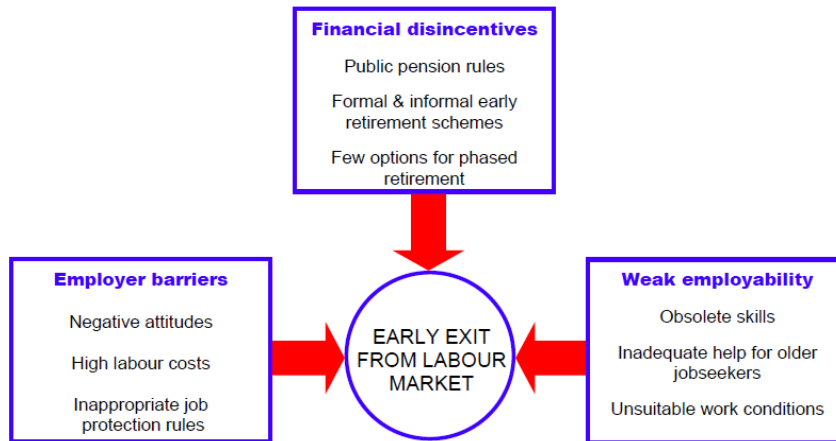 Financial disincentives
Public pension rules
Formal & informal early
retirement schemes
Few options for phased
retirement
Employer barriers
Negative attitudes
High labour costs
Inappropriate job
protection rules
EARLY EXIT
FROM LABOUR
MARKET
Weak employability
Obsolete skills
Inadequate help for older
jobseekers
Unsuitable work conditions